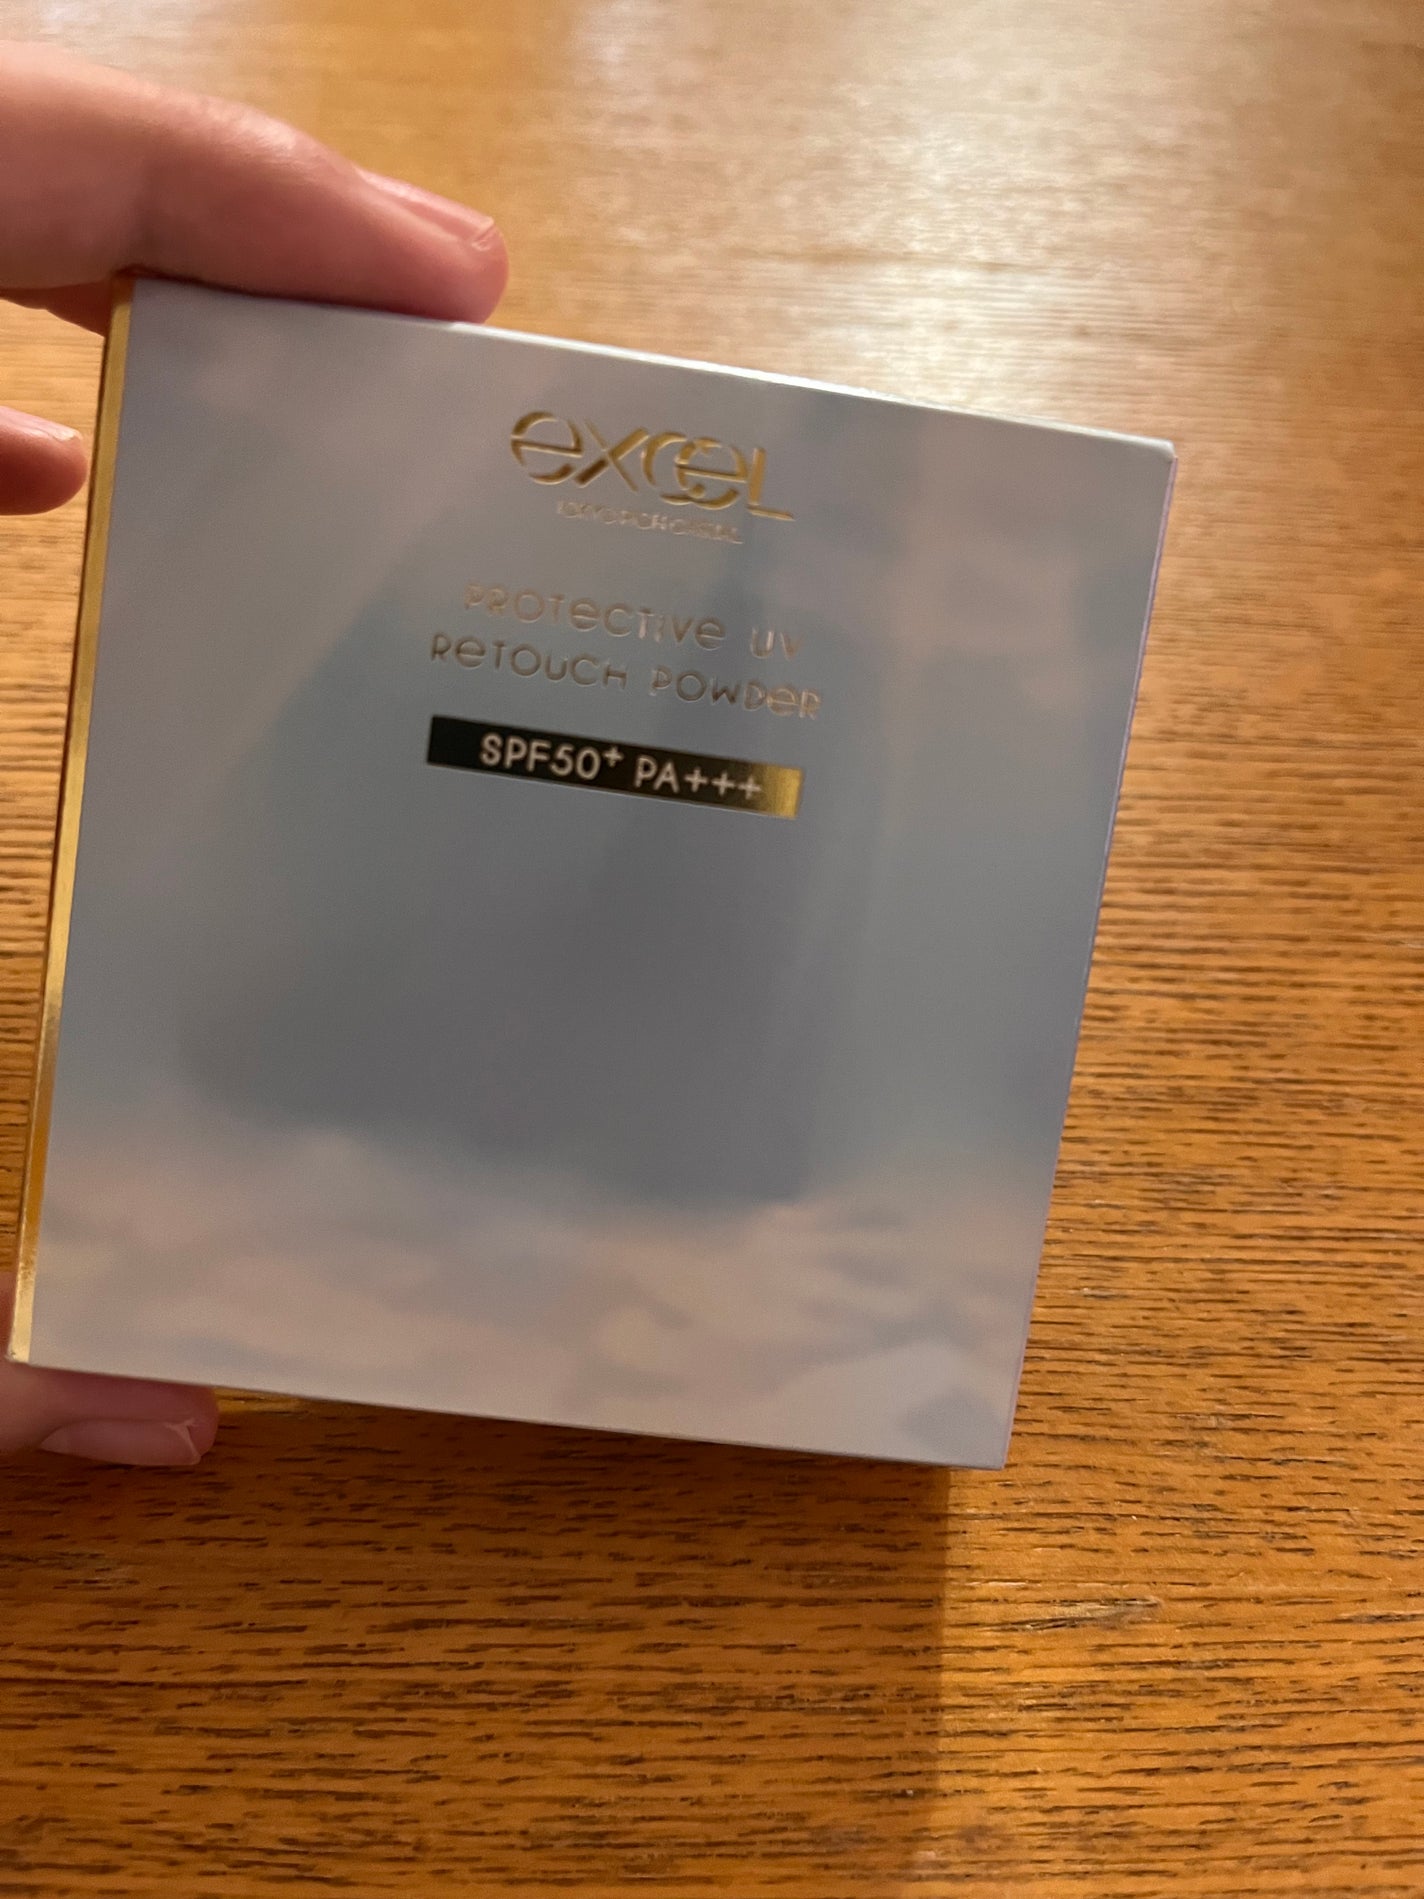 excel
PROTECTIVE UV
RETOUCH POWDER
SPF50+ PA+++